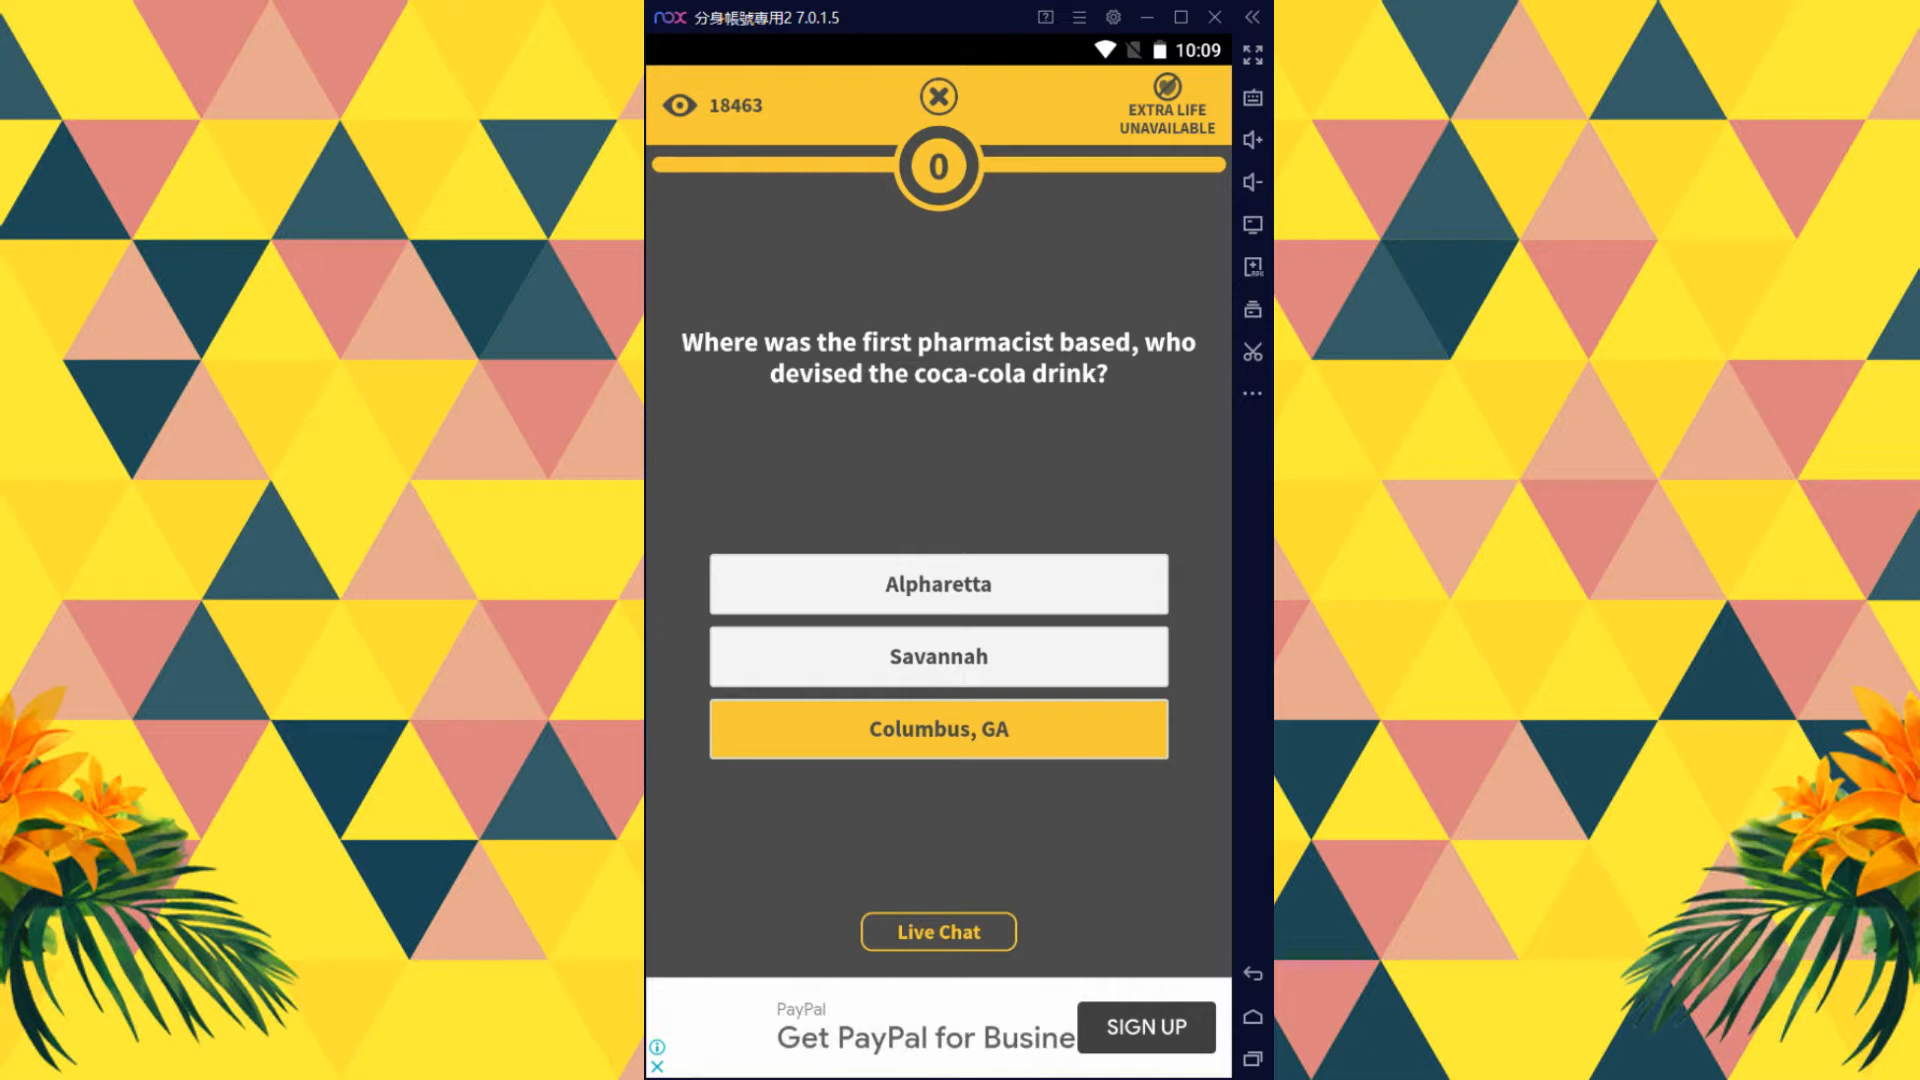 nox 分身帳號專用2 7.0.1.5
10:09
18463
EXTRA LIFE
UNAVAILABLE
0
Where was the first pharmacist based, who
devised the coca-cola drink?
Alpharetta
Savannah
Columbus, GA
Live Chat
PayPal
Get PayPal for Busine
SIGN UP